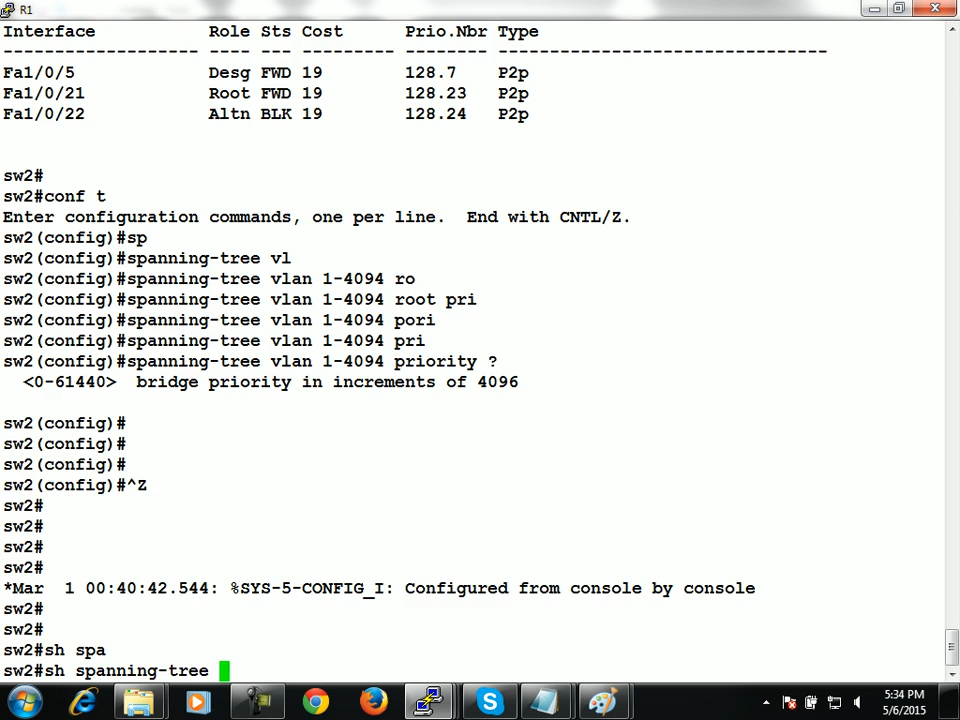 R1
Interface Role Sts Cost Prio.Nbr Type
------------------- ---- --- --------- -------- --------------------------------
Fa1/0/5 Desg FWD 19 128.7 P2p
Fa1/0/21 Root FWD 19 128.23 P2p
Fa1/0/22 Altn BLK 19 128.24 P2p
sw2#
sw2#conf t
Enter configuration commands, one per line. End with CNTL/Z.
sw2(config)#sp
sw2(config)#spanning-tree vl
sw2(config)#spanning-tree vlan 1-4094 ro
sw2(config)#spanning-tree vlan 1-4094 root pri
sw2(config)#spanning-tree vlan 1-4094 pori
sw2(config)#spanning-tree vlan 1-4094 pri
sw2(config)#spanning-tree vlan 1-4094 priority ?
<0-61440> bridge priority in increments of 4096
sw2(config)#
sw2(config)#
sw2(config)#
sw2(config)#^Z
sw2#
sw2#
sw2#
sw2#
*Mar 1 00:40:42.544: %SYS-5-CONFIG_I: Configured from console by console
sw2#
sw2#
sw2#sh spa
sw2#sh spanning-tree
5:34 PM
5/6/2015